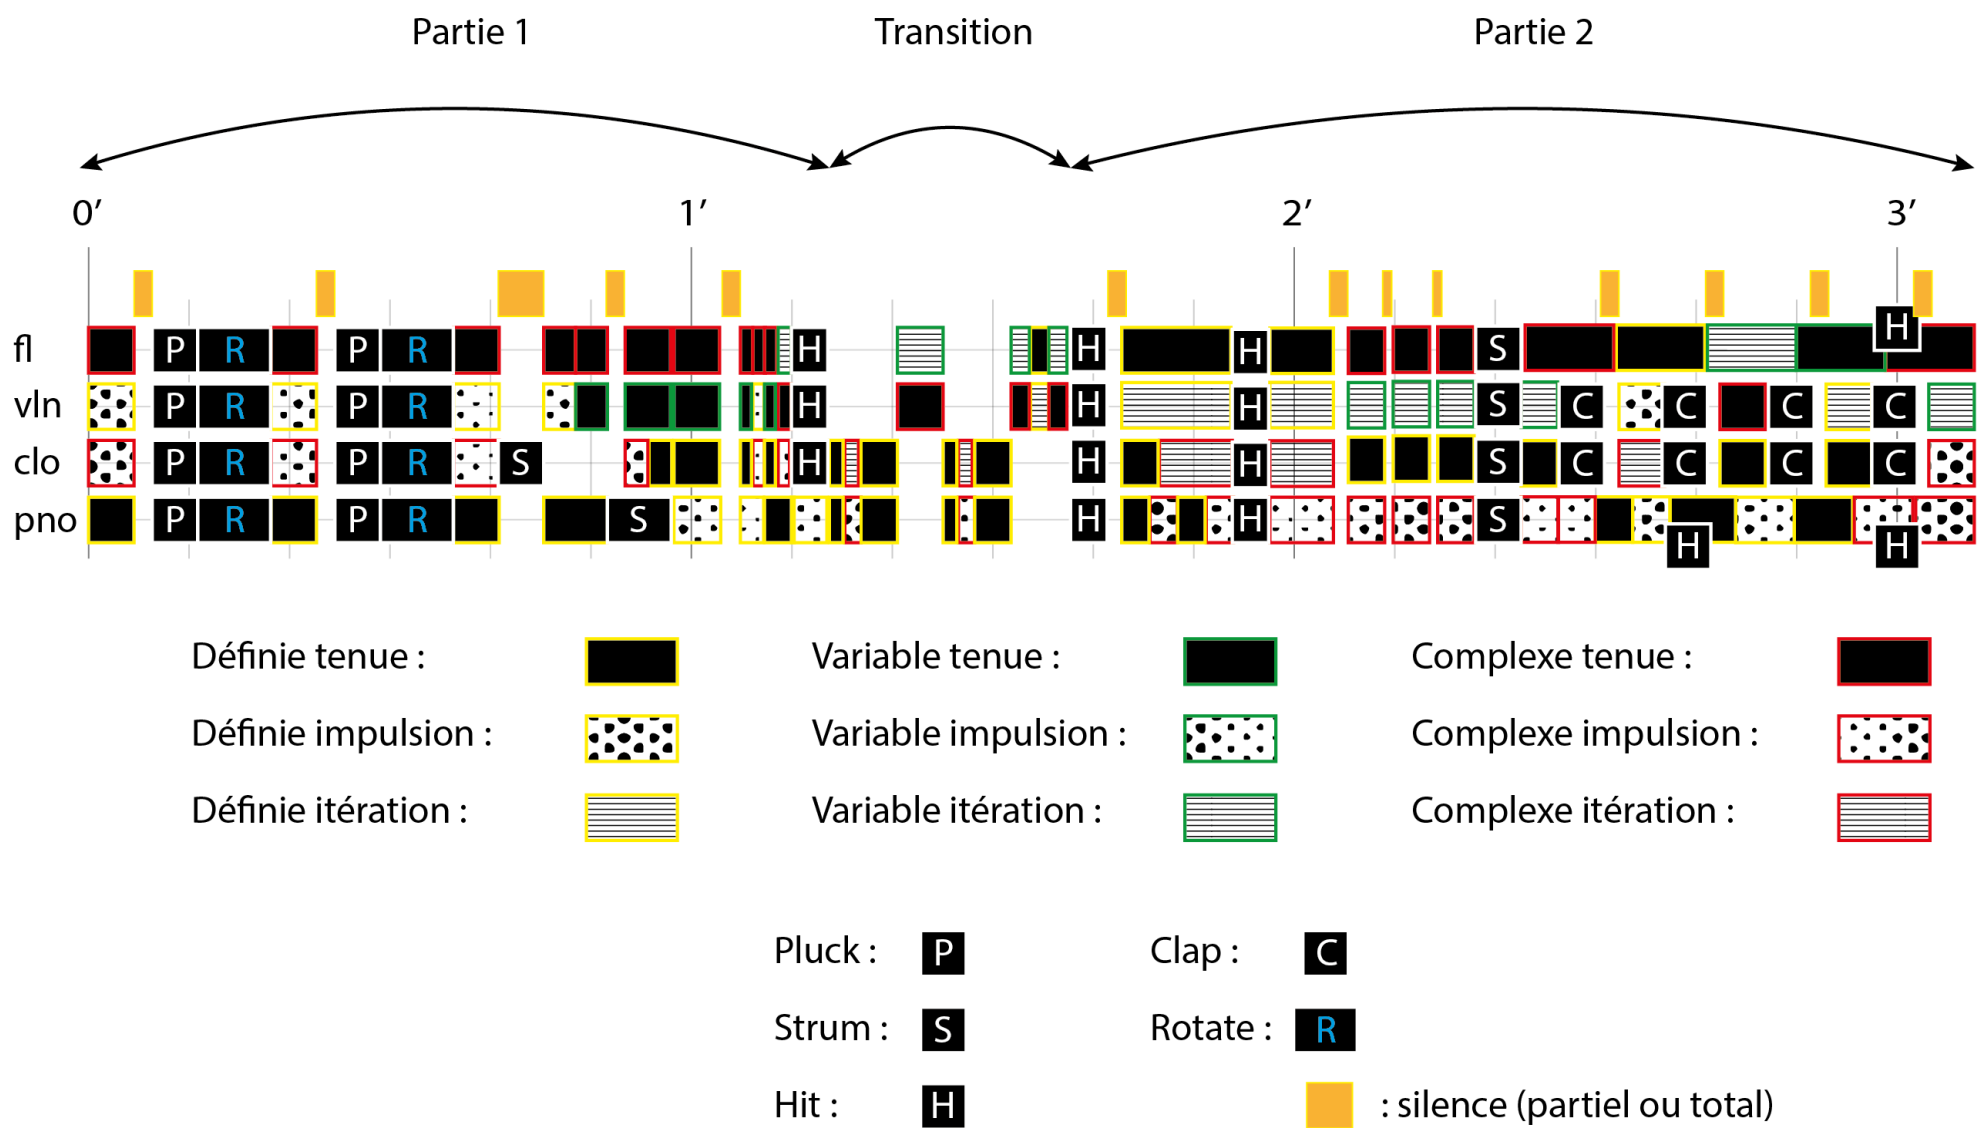 Partie 1 Transition Partie 2
0’ 1’ 2’ 3’
H
fl P R P R H H H S
vln P R P R H H H S C C C C
clo P R P R S H H H S C C C C
pno P R P R S H H S
H H
Définie tenue : Variable tenue : Complexe tenue :
Définie impulsion : Variable impulsion : Complexe impulsion :
Définie itération : Variable itération : Complexe itération :
Pluck : P Clap : C
Strum : S Rotate : R
Hit : H : silence (partiel ou total)